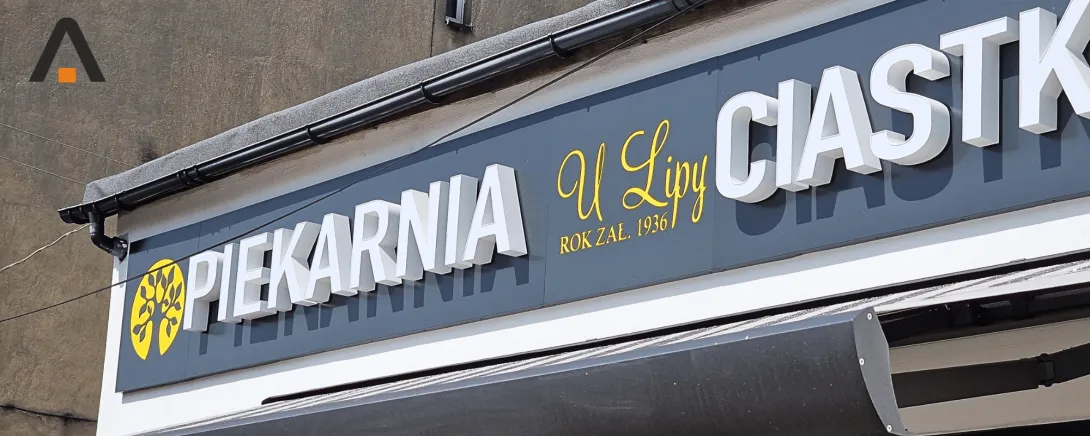 PIEKARNIA
U Lipy
ROK ZAŁ. 1936
CIASTK